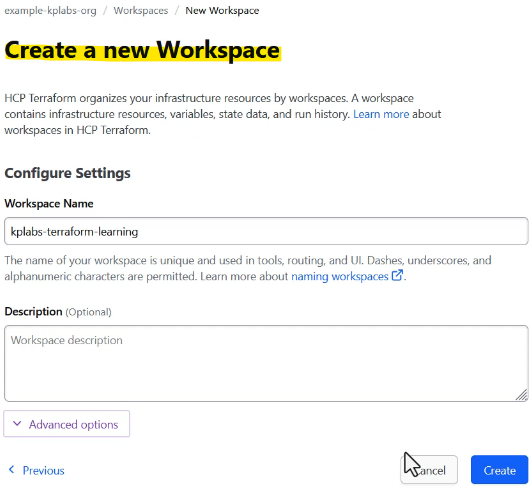 example-kplabs-org / Workspaces / New Workspace
Create a new Workspace
HCP Terraform organizes your infrastructure resources by workspaces. A workspace
contains infrastructure resources, variables, state data, and run history. Learn more about
workspaces in HCP Terraform.
Configure Settings
Workspace Name
kplabs-terraform-learning
The name of your workspace is unique and used in tools, routing, and UI. Dashes, underscores, and
alphanumeric characters are permitted. Learn more about naming workspaces.
Description (Optional)
Workspace description
Advanced options
Previous
Cancel
Create